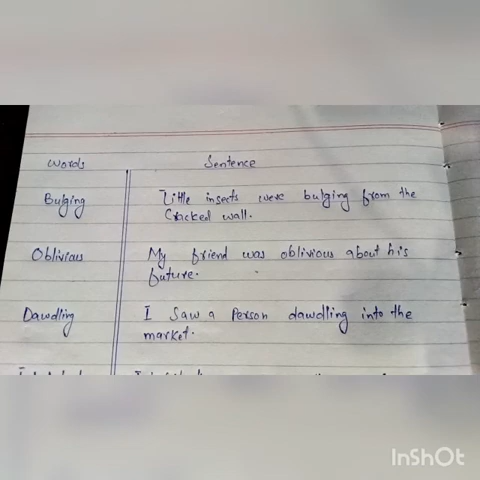 Words Sentence
Bulging Little insects were bulging from the
Cracked wall.
Oblivious My friend was oblivious about his
future.
Dawdling I Saw a Person dawdling into the
market.
InShOt